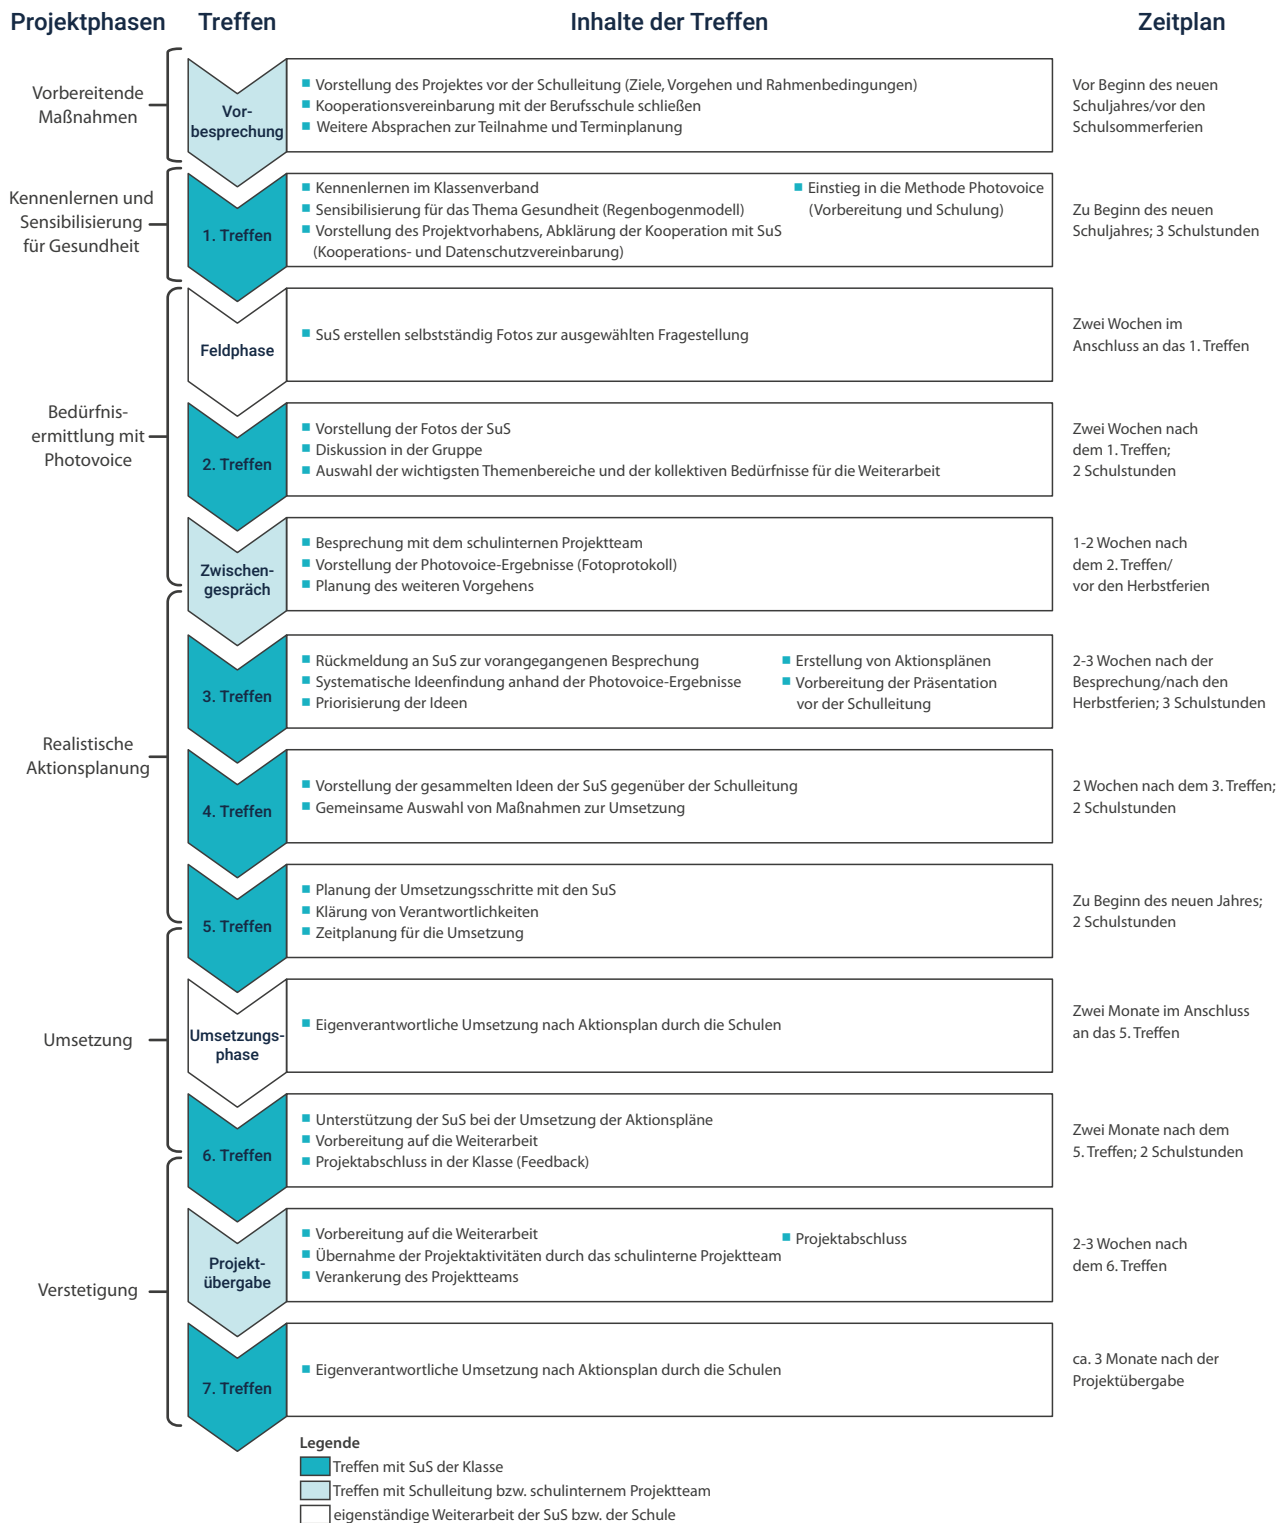 Projektphasen Treffen Inhalte der Treffen Zeitplan
Vorbereitende
Maßnahmen
Vor-
besprechung
Vorstellung des Projektes vor der Schulleitung (Ziele, Vorgehen und Rahmenbedingungen)
Kooperationsvereinbarung mit der Berufsschule schließen
Weitere Absprachen zur Teilnahme und Terminplanung
Vor Beginn des neuen
Schuljahres/vor den
Schulsommerferien
Kennenlernen und
Sensibilisierung
für Gesundheit
1. Treffen
Kennenlernen im Klassenverband
Sensibilisierung für das Thema Gesundheit (Regenbogenmodell)
Vorstellung des Projektvorhabens, Abklärung der Kooperation mit SuS
(Kooperations- und Datenschutzvereinbarung)
Einstieg in die Methode Photovoice
(Vorbereitung und Schulung)
Zu Beginn des neuen
Schuljahres; 3 Schulstunden
Bedürfnis-
ermittlung mit
Photovoice
Feldphase
SuS erstellen selbstständig Fotos zur ausgewählten Fragestellung
Zwei Wochen im
Anschluss an das 1. Treffen
2. Treffen
Vorstellung der Fotos der SuS
Diskussion in der Gruppe
Auswahl der wichtigsten Themenbereiche und der kollektiven Bedürfnisse für die Weiterarbeit
Zwei Wochen nach
dem 1. Treffen;
2 Schulstunden
Zwischen-
gespräch
Besprechung mit dem schulinternen Projektteam
Vorstellung der Photovoice-Ergebnisse (Fotoprotokoll)
Planung des weiteren Vorgehens
1-2 Wochen nach
dem 2. Treffen/
vor den Herbstferien
Realistische
Aktionsplanung
3. Treffen
Rückmeldung an SuS zur vorangegangenen Besprechung
Systematische Ideenfindung anhand der Photovoice-Ergebnisse
Priorisierung der Ideen
Erstellung von Aktionsplänen
Vorbereitung der Präsentation
vor der Schulleitung
2-3 Wochen nach der
Besprechung/nach den
Herbstferien; 3 Schulstunden
4. Treffen
Vorstellung der gesammelten Ideen der SuS gegenüber der Schulleitung
Gemeinsame Auswahl von Maßnahmen zur Umsetzung
2 Wochen nach dem 3. Treffen;
2 Schulstunden
5. Treffen
Planung der Umsetzungsschritte mit den SuS
Klärung von Verantwortlichkeiten
Zeitplanung für die Umsetzung
Zu Beginn des neuen Jahres;
2 Schulstunden
Umsetzung
Umsetzungs-
phase
Eigenverantwortliche Umsetzung nach Aktionsplan durch die Schulen
Zwei Monate im Anschluss
an das 5. Treffen
6. Treffen
Unterstützung der SuS bei der Umsetzung der Aktionspläne
Vorbereitung auf die Weiterarbeit
Projektabschluss in der Klasse (Feedback)
Zwei Monate nach dem
5. Treffen; 2 Schulstunden
Verstetigung
Projekt-
übergabe
Vorbereitung auf die Weiterarbeit
Übernahme der Projektaktivitäten durch das schulinterne Projektteam
Verankerung des Projektteams
Projektabschluss
2-3 Wochen nach
dem 6. Treffen
7. Treffen
Eigenverantwortliche Umsetzung nach Aktionsplan durch die Schulen
ca. 3 Monate nach der
Projektübergabe
Legende
Treffen mit SuS der Klasse
Treffen mit Schulleitung bzw. schulinternem Projektteam
eigenständige Weiterarbeit der SuS bzw. der Schule